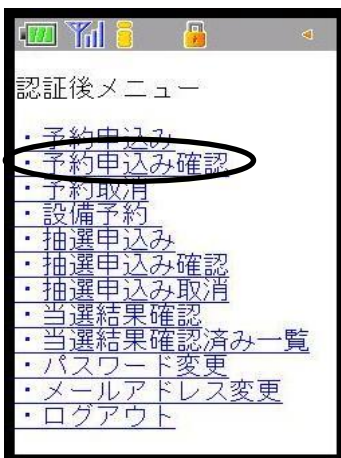 認証後メニュー
・予約申込み
・予約申込み確認
・予約取消
・設備予約
・抽選申込み
・抽選申込み確認
・抽選申込み取消
・当選結果確認
・当選結果確認済み一覧
・パスワード変更
・メールアドレス変更
・ログアウト